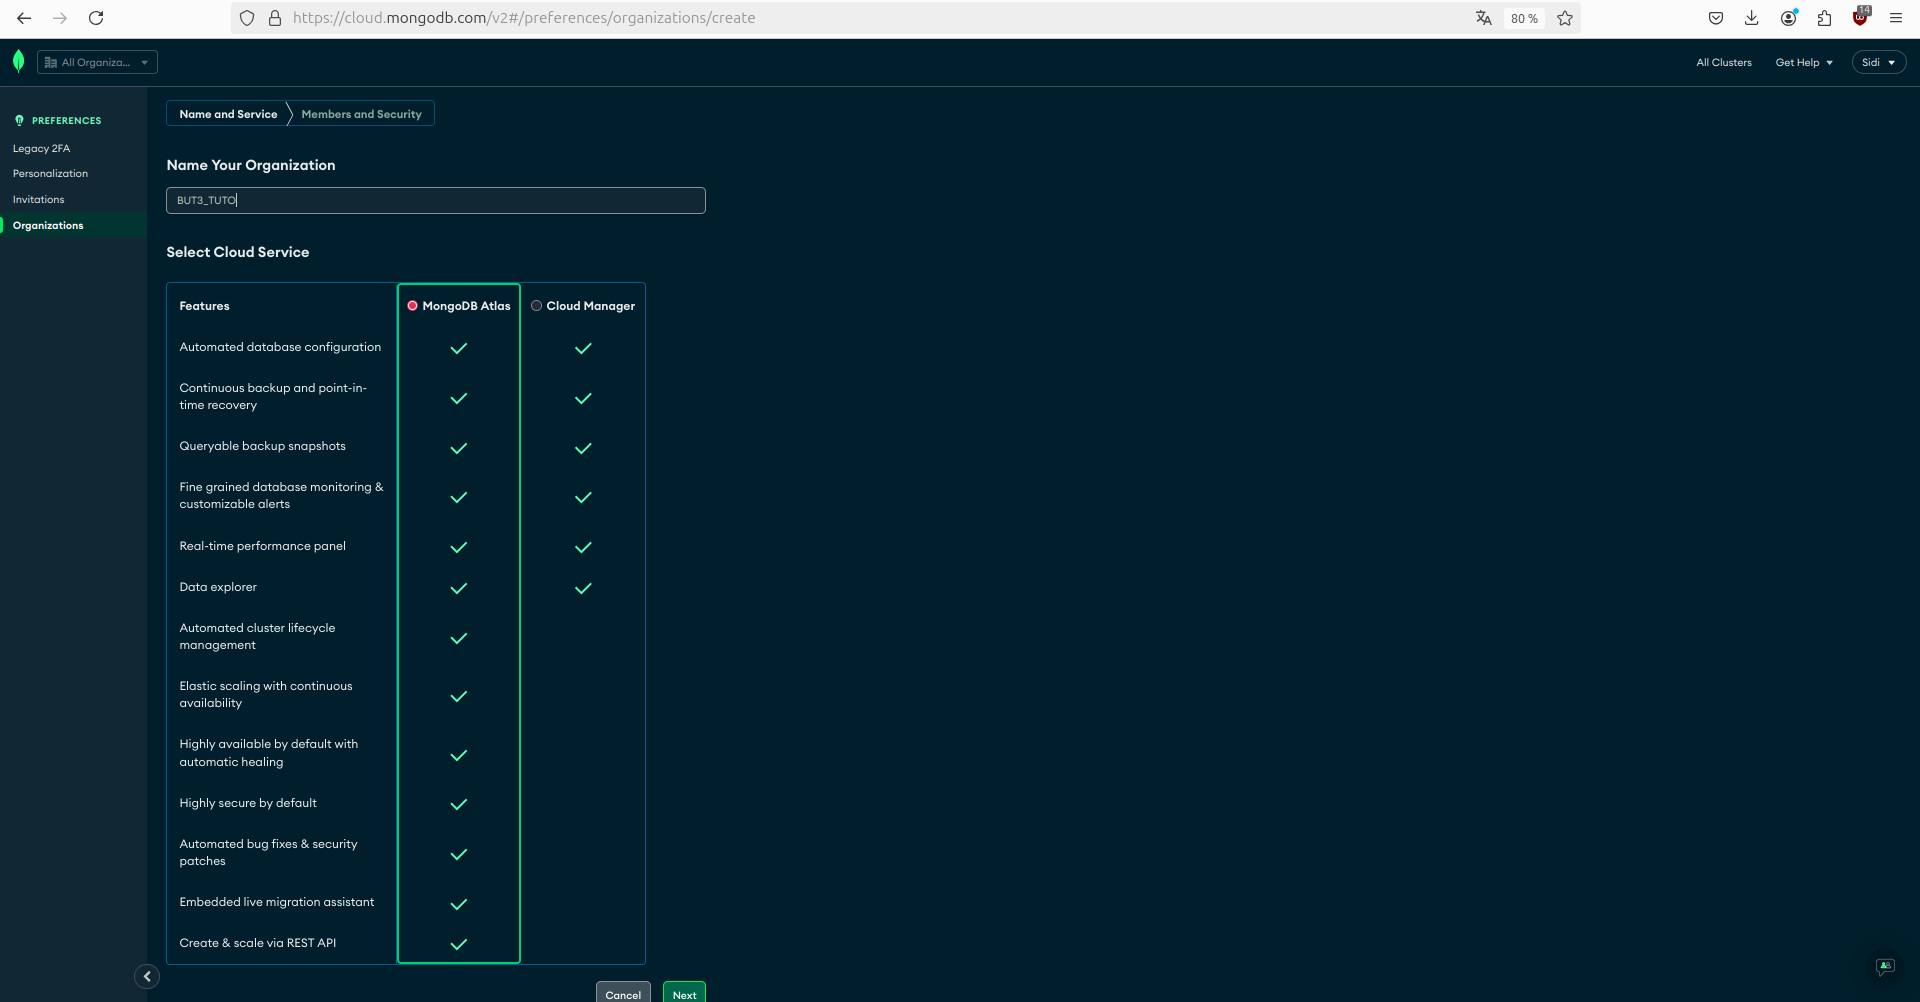 https://cloud.mongodb.com/v2#/preferences/organizations/create
80 %
14
All Organiza...
All Clusters
Get Help
Sidi
PREFERENCES
Legacy 2FA
Personalization
Invitations
Organizations
Name and Service
Members and Security
Name Your Organization
BUT3_TUTO
Select Cloud Service
Features
MongoDB Atlas
Cloud Manager
Automated database configuration
Continuous backup and point-in-
time recovery
Queryable backup snapshots
Fine grained database monitoring &
customizable alerts
Real-time performance panel
Data explorer
Automated cluster lifecycle
management
Elastic scaling with continuous
availability
Highly available by default with
automatic healing
Highly secure by default
Automated bug fixes & security
patches
Embedded live migration assistant
Create & scale via REST API
Cancel
Next